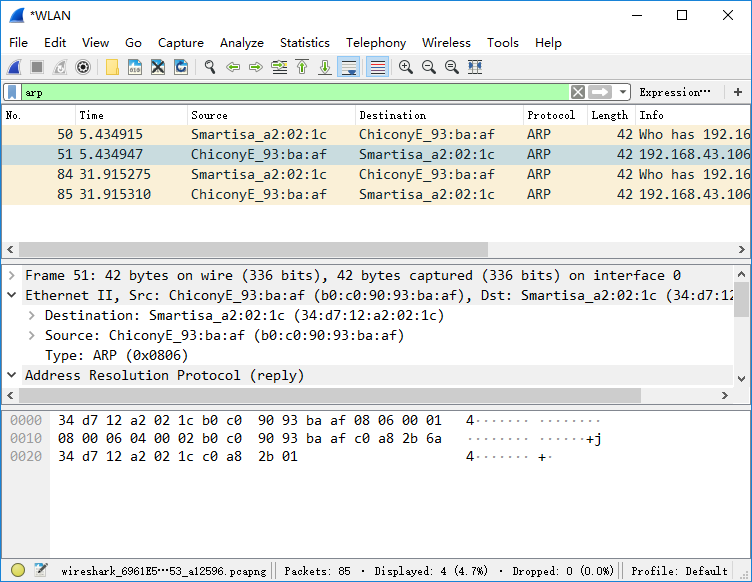 *WLAN
File Edit View Go Capture Analyze Statistics Telephony Wireless Tools Help
arp Expression⋯ +
No. Time Source Destination Protocol Length Info
50 5.434915 Smartisa_a2:02:1c ChiconyE_93:ba:af ARP 42 Who has 192.16
51 5.434947 ChiconyE_93:ba:af Smartisa_a2:02:1c ARP 42 192.168.43.106
84 31.915275 Smartisa_a2:02:1c ChiconyE_93:ba:af ARP 42 Who has 192.16
85 31.915310 ChiconyE_93:ba:af Smartisa_a2:02:1c ARP 42 192.168.43.106
Frame 51: 42 bytes on wire (336 bits), 42 bytes captured (336 bits) on interface 0
Ethernet II, Src: ChiconyE_93:ba:af (b0:c0:90:93:ba:af), Dst: Smartisa_a2:02:1c (34:d7:12
Destination: Smartisa_a2:02:1c (34:d7:12:a2:02:1c)
Source: ChiconyE_93:ba:af (b0:c0:90:93:ba:af)
Type: ARP (0x0806)
Address Resolution Protocol (reply)
0000 34 d7 12 a2 02 1c b0 c0 90 93 ba af 08 06 00 01 4······· ········
0010 08 00 06 04 00 02 b0 c0 90 93 ba af c0 a8 2b 6a ········ ······+j
0020 34 d7 12 a2 02 1c c0 a8 2b 01 4······· +·
wireshark_6961E5⋯53_a12596.pcapng Packets: 85 · Displayed: 4 (4.7%) · Dropped: 0 (0.0%) Profile: Default